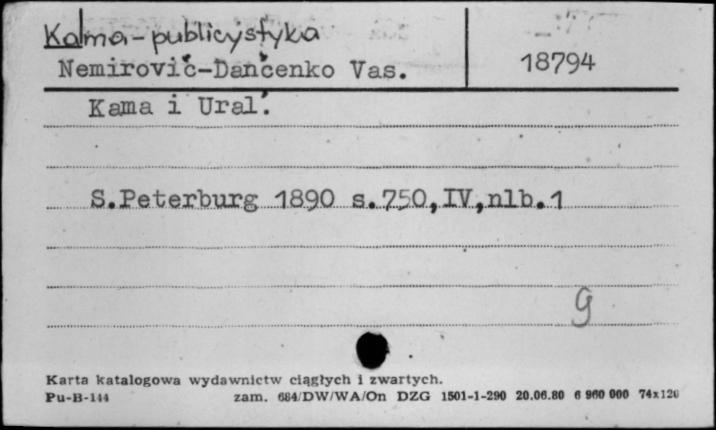 Kama - publicystyka
Nemirovič-Dančenko Vas.
18794
Kama i Ural'.
S.Peterburg 1890 s.750,IV,nlb.1
g
Karta katalogowa wydawnictw ciągłych i zwartych.
Pu-B-144 zam. 684/DW/WA/On DZG 1501-1-290 20.06.80 6 960 000 74x120